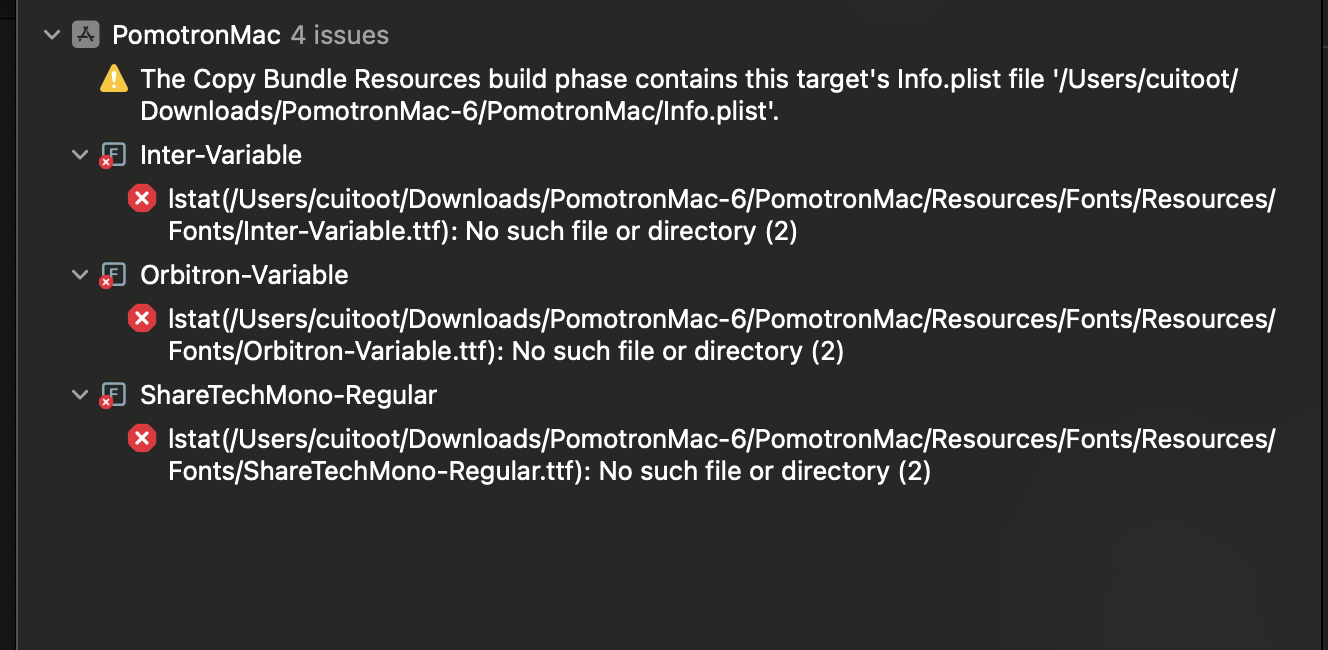 PomotronMac 4 issues
The Copy Bundle Resources build phase contains this target's Info.plist file '/Users/cuitoot/
Downloads/PomotronMac-6/PomotronMac/Info.plist'.
Inter-Variable
lstat(/Users/cuitoot/Downloads/PomotronMac-6/PomotronMac/Resources/Fonts/Resources/
Fonts/Inter-Variable.ttf): No such file or directory (2)
Orbitron-Variable
lstat(/Users/cuitoot/Downloads/PomotronMac-6/PomotronMac/Resources/Fonts/Resources/
Fonts/Orbitron-Variable.ttf): No such file or directory (2)
ShareTechMono-Regular
lstat(/Users/cuitoot/Downloads/PomotronMac-6/PomotronMac/Resources/Fonts/Resources/
Fonts/ShareTechMono-Regular.ttf): No such file or directory (2)